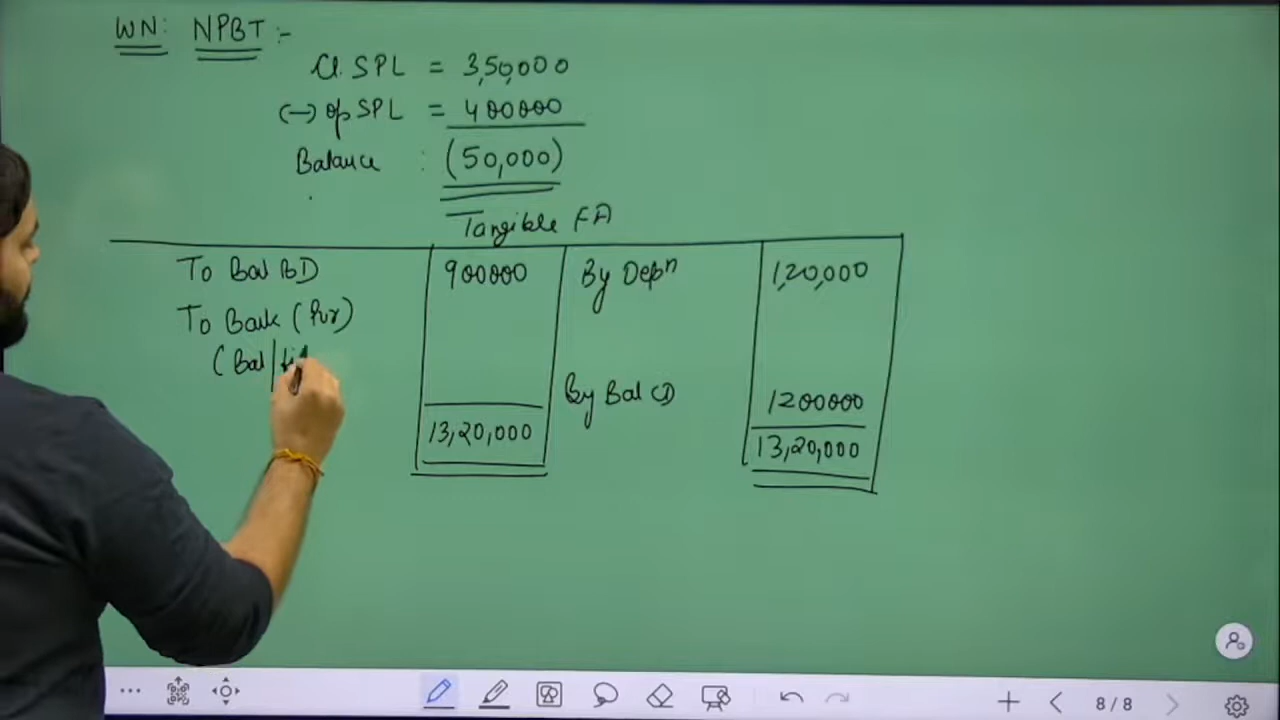 WN: NPBT :-
Cl. SPL = 3,50,000
(-) op SPL = 400000
Balance : (50,000)
Tangible FA
To Bal BD 900000 By Depn 1,20,000
To Bank (Pur)
(Bal/fi
By Bal CD 1200000
13,20,000 13,20,000
8/8